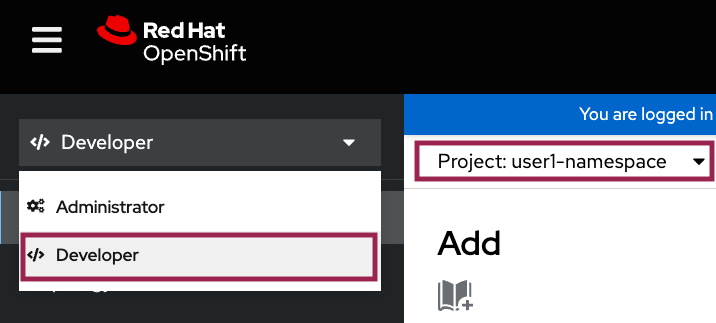 Red Hat
OpenShift
Developer
You are logged in
Project: user1-namespace
Administrator
Developer
Add